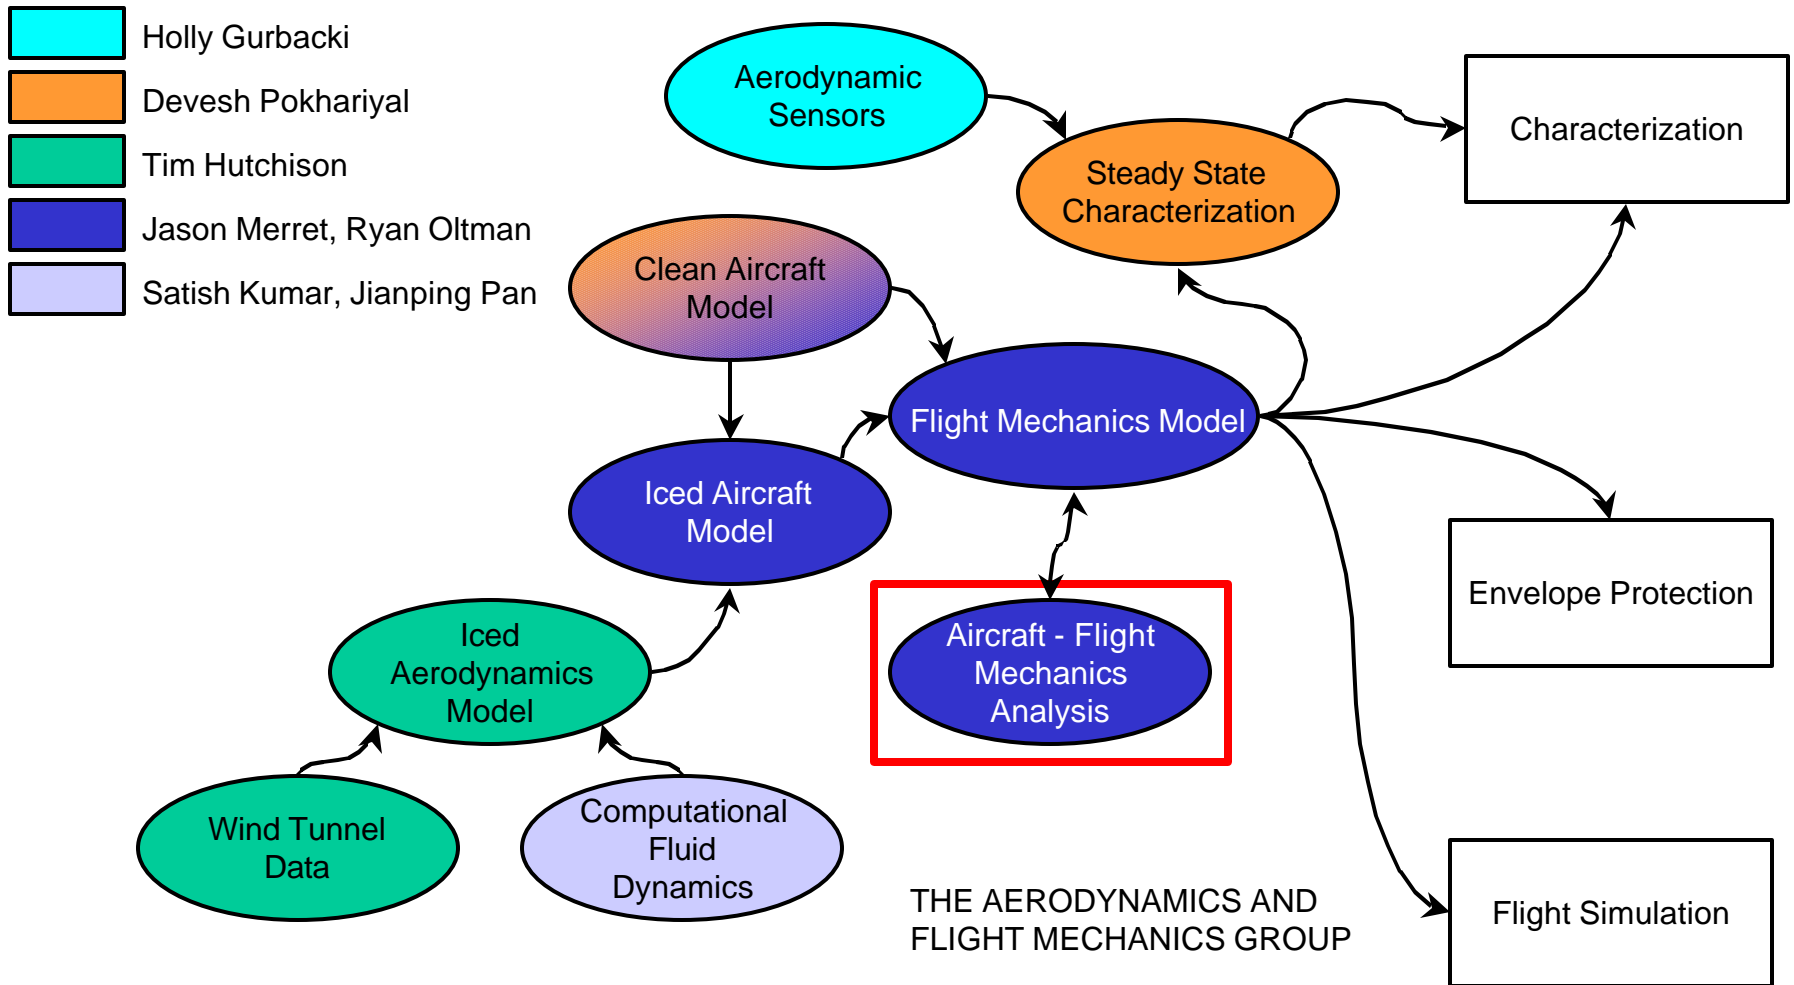 Holly Gurbacki
Devesh Pokhariyal
Tim Hutchison
Jason Merret, Ryan Oltman
Satish Kumar, Jianping Pan
Aerodynamic
Sensors
Characterization
Steady State
Characterization
Clean Aircraft
Model
Flight Mechanics Model
Iced Aircraft
Model
Envelope Protection
Iced
Aerodynamics
Model
Aircraft - Flight
Mechanics
Analysis
Wind Tunnel
Data
Computational
Fluid
Dynamics
THE AERODYNAMICS AND
FLIGHT MECHANICS GROUP
Flight Simulation